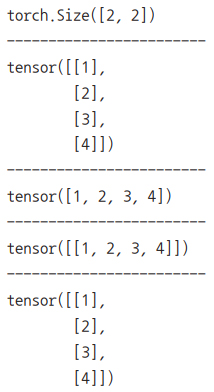 torch.Size([2, 2])
------------------------
tensor([[1],
        [2],
        [3],
        [4]])
------------------------
tensor([1, 2, 3, 4])
------------------------
tensor([[1, 2, 3, 4]])
------------------------
tensor([[1],
        [2],
        [3],
        [4]])